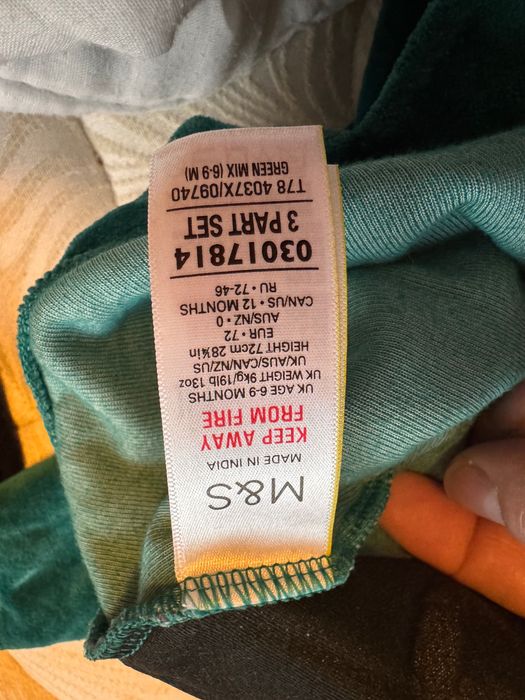 M&S
MADE IN INDIA
KEEP AWAY
FROM FIRE
UK AGE 6-9 MONTHS
UK WEIGHT 9kg/19lb 13oz
UK/AUS/CAN/NZ/US
HEIGHT 72cm 28¼in
EUR • 72
AUS/NZ • 0
CAN/US • 12 MONTHS
RU • 72-46
03017814
3 PART SET
T78 4037X/09740
GREEN MIX (6-9 M)